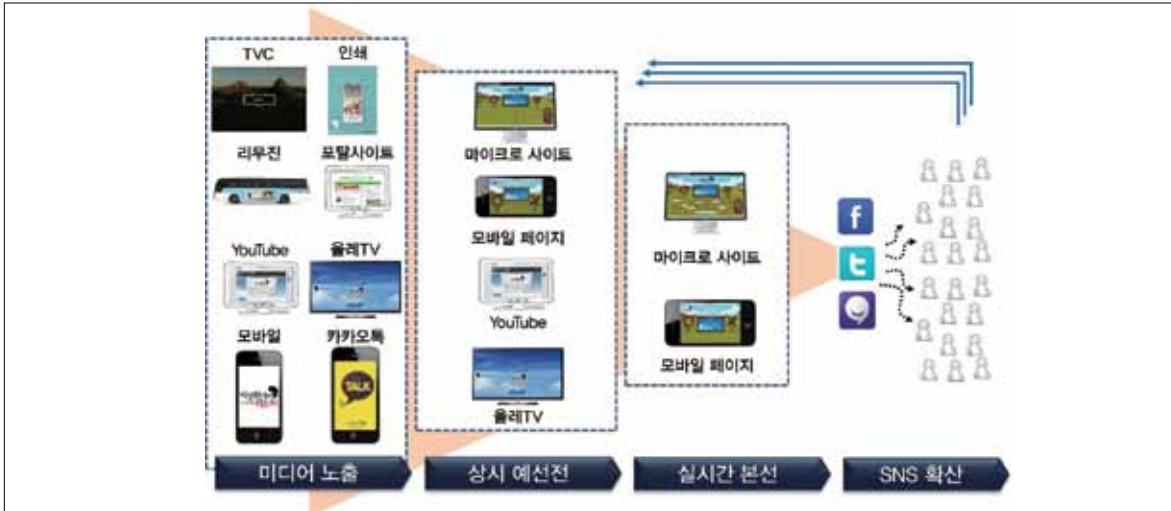 TVC 인쇄
리무진 포탈사이트
YouTube 올레TV
모바일 카카오톡
TALK
마이크로 사이트
모바일 페이지
YouTube
올레TV
마이크로 사이트
모바일 페이지
f
t
미디어 노출
상시 예선전
실시간 본선
SNS 확산